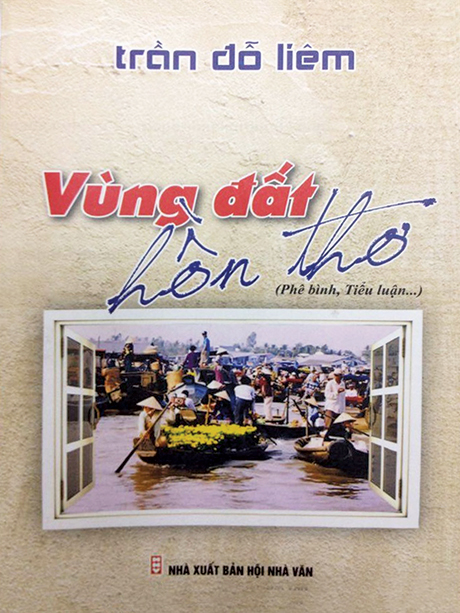 trần đỗ liêm
Vùng đất
hồn thơ
(Phê bình, Tiểu luận...)
NHÀ XUẤT BẢN HỘI NHÀ VĂN